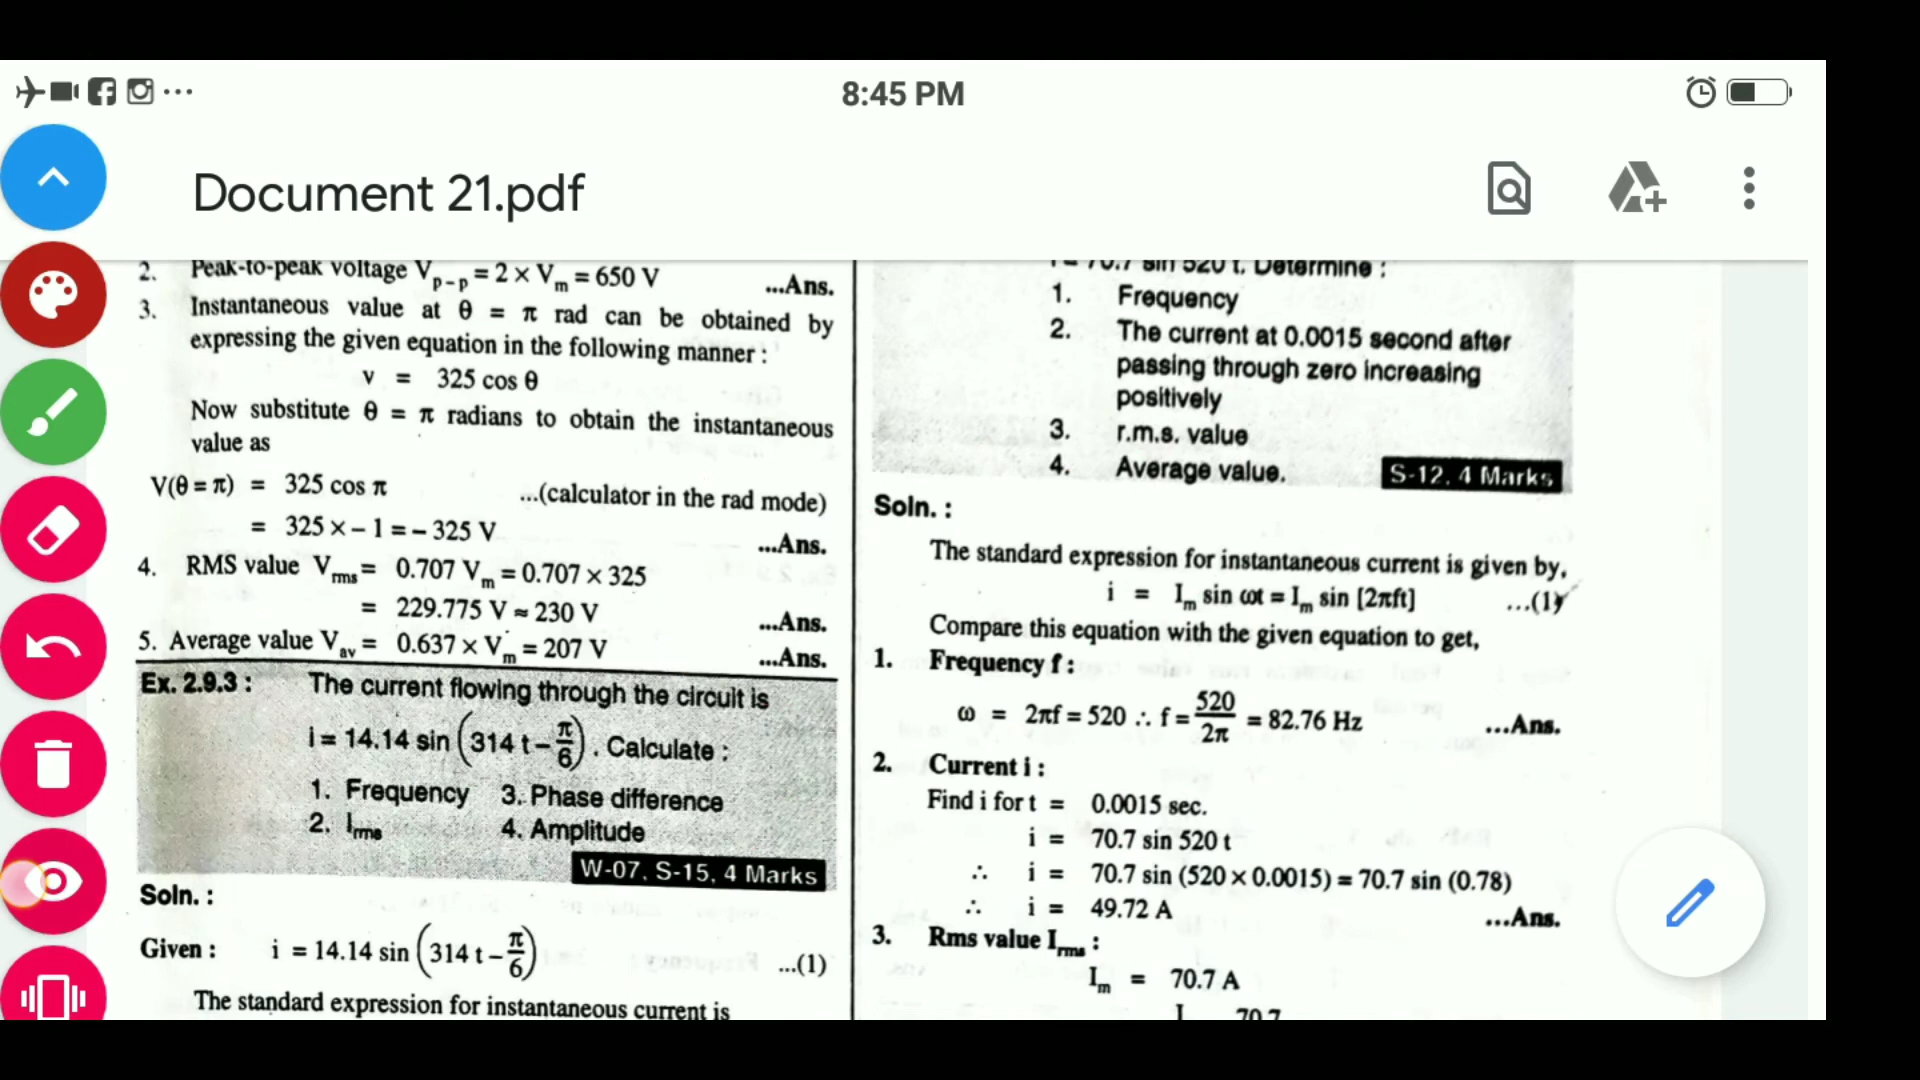 8:45 PM
Document 21.pdf
2. Peak-to-peak voltage Vp-p = 2 × Vm = 650 V ...Ans.
3. Instantaneous value at θ = π rad can be obtained by
expressing the given equation in the following manner :
v = 325 cos θ
Now substitute θ = π radians to obtain the instantaneous
value as
V(θ = π) = 325 cos π ...(calculator in the rad mode)
= 325 × – 1 = – 325 V ...Ans.
4. RMS value Vrms = 0.707 Vm = 0.707 × 325
= 229.775 V ≈ 230 V ...Ans.
5. Average value Vav = 0.637 × Vm = 207 V ...Ans.
Ex. 2.9.3 : The current flowing through the circuit is
i = 14.14 sin (314 t – π/6) . Calculate :
1. Frequency 3. Phase difference
2. Irms 4. Amplitude
W-07, S-15, 4 Marks
Soln. :
Given : i = 14.14 sin (314 t – π/6) ...(1)
The standard expression for instantaneous current is
i = 70.7 sin 520 t. Determine :
1. Frequency
2. The current at 0.0015 second after
passing through zero increasing
positively
3. r.m.s. value
4. Average value. S-12, 4 Marks
Soln. :
The standard expression for instantaneous current is given by,
i = Im sin ωt = Im sin [2πft] ...(1)
Compare this equation with the given equation to get,
1. Frequency f :
ω = 2πf = 520 ∴ f = 520/2π = 82.76 Hz ...Ans.
2. Current i :
Find i for t = 0.0015 sec.
i = 70.7 sin 520 t
∴ i = 70.7 sin (520 × 0.0015) = 70.7 sin (0.78)
∴ i = 49.72 A ...Ans.
3. Rms value Irms :
Im = 70.7 A
70.7